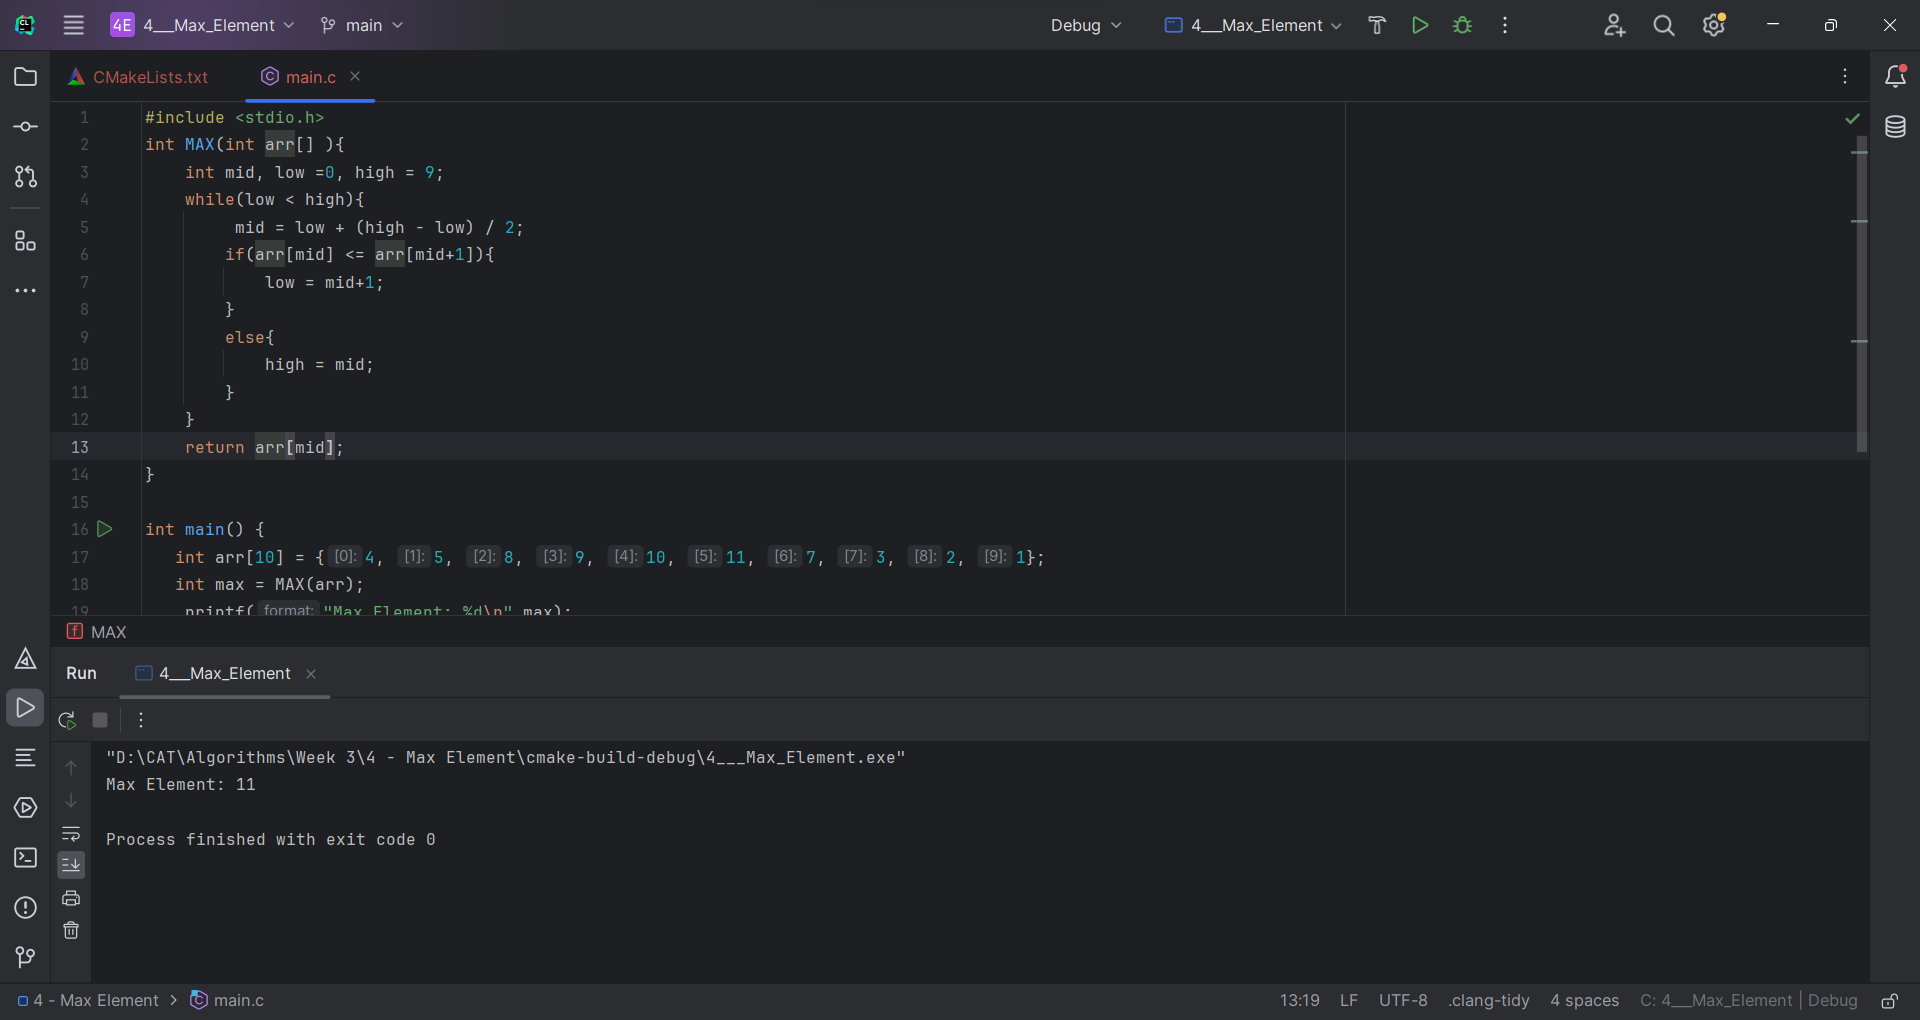 4E 4___Max_Element main Debug 4___Max_Element
CMakeLists.txt main.c
1 #include <stdio.h>
2 int MAX(int arr[] ){
3 int mid, low =0, high = 9;
4 while(low < high){
5 mid = low + (high - low) / 2;
6 if(arr[mid] <= arr[mid+1]){
7 low = mid+1;
8 }
9 else{
10 high = mid;
11 }
12 }
13 return arr[mid];
14 }
15
16 int main() {
17 int arr[10] = { [0]: 4, [1]: 5, [2]: 8, [3]: 9, [4]: 10, [5]: 11, [6]: 7, [7]: 3, [8]: 2, [9]: 1};
18 int max = MAX(arr);
19 printf( format: "Max Element: %d\n" max);
f MAX
Run 4___Max_Element
"D:\CAT\Algorithms\Week 3\4 - Max Element\cmake-build-debug\4___Max_Element.exe"
Max Element: 11
Process finished with exit code 0
4 - Max Element > main.c 13:19 LF UTF-8 .clang-tidy 4 spaces C: 4___Max_Element | Debug